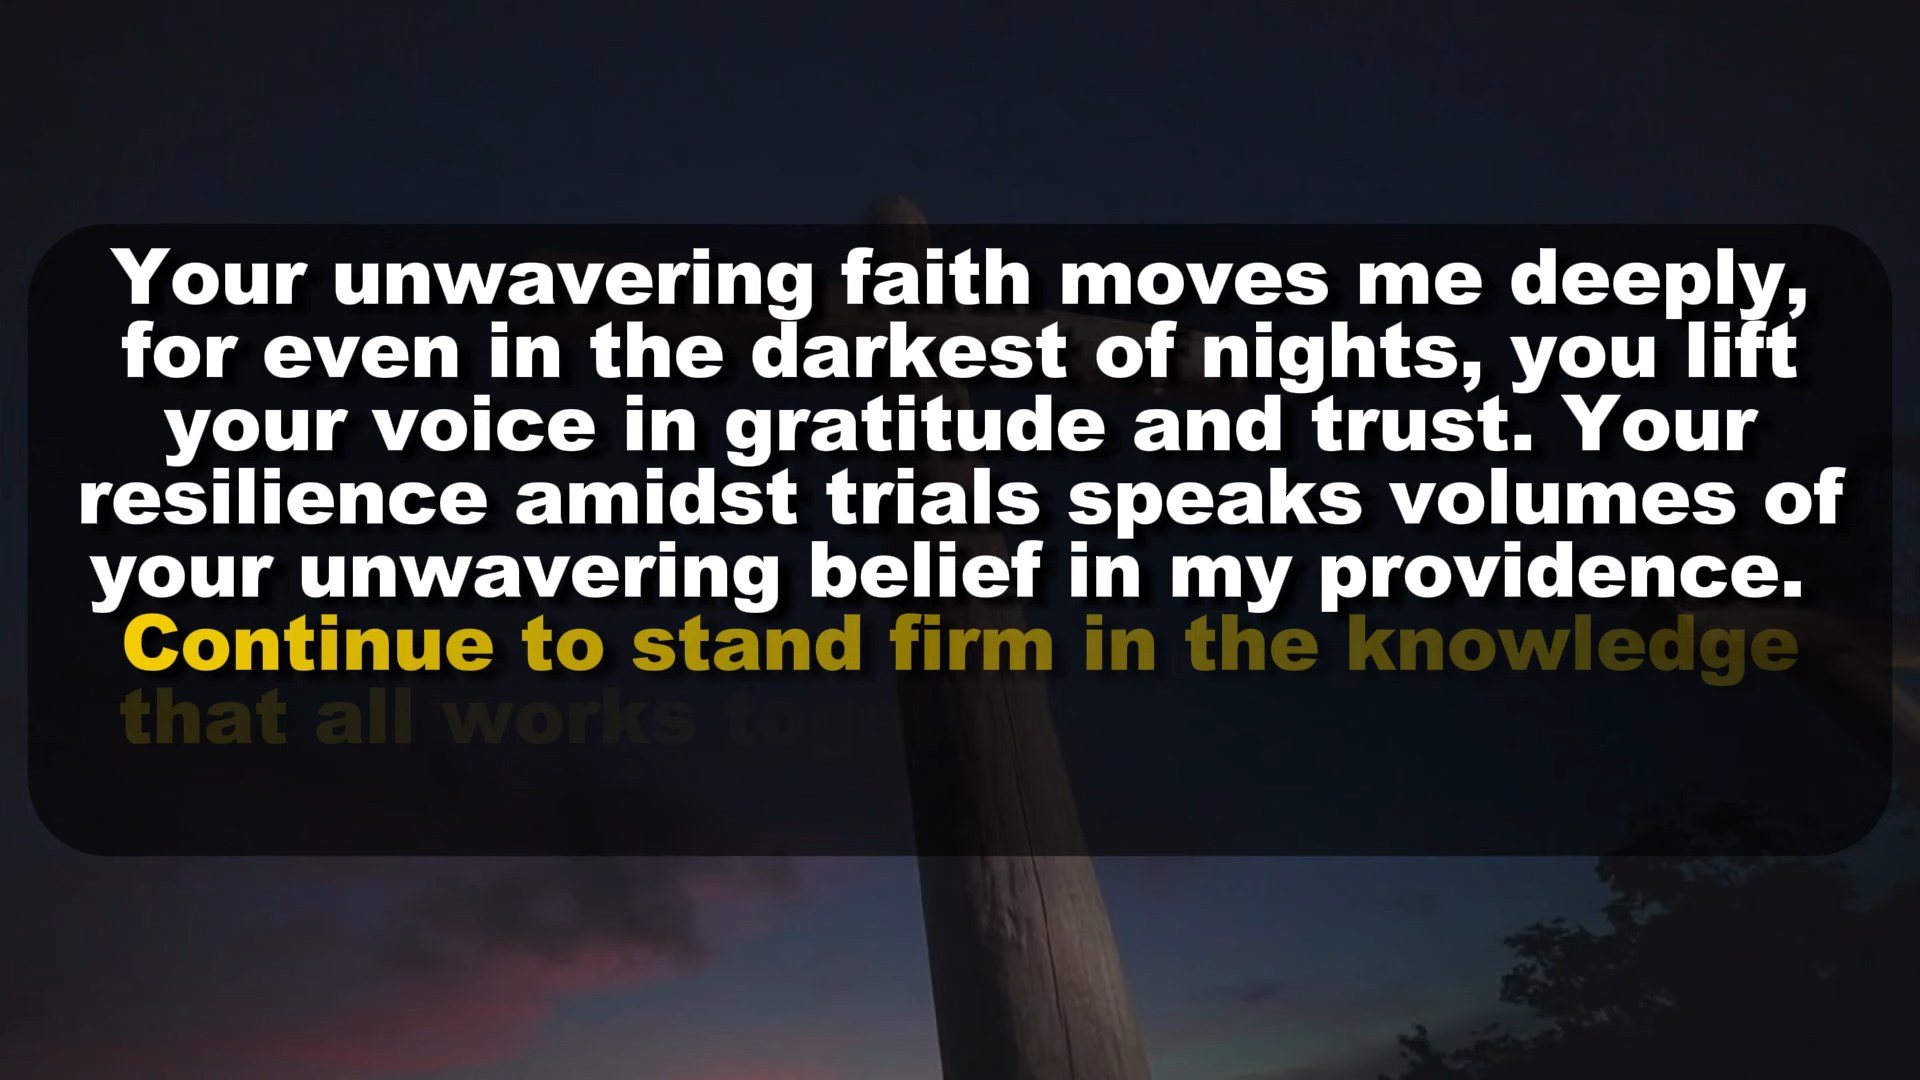 Your unwavering faith moves me deeply,
for even in the darkest of nights, you lift
your voice in gratitude and trust. Your
resilience amidst trials speaks volumes of
your unwavering belief in my providence.
Continue to stand firm in the knowledge
that all works